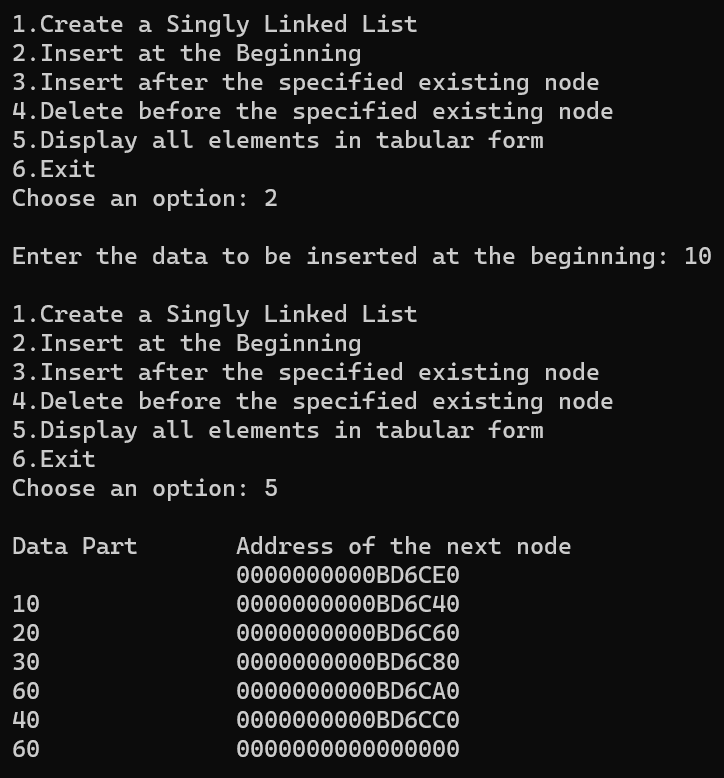 1.Create a Singly Linked List
2.Insert at the Beginning
3.Insert after the specified existing node
4.Delete before the specified existing node
5.Display all elements in tabular form
6.Exit
Choose an option: 2
Enter the data to be inserted at the beginning: 10
1.Create a Singly Linked List
2.Insert at the Beginning
3.Insert after the specified existing node
4.Delete before the specified existing node
5.Display all elements in tabular form
6.Exit
Choose an option: 5
Data Part       Address of the next node
                0000000000BD6CE0
10              0000000000BD6C40
20              0000000000BD6C60
30              0000000000BD6C80
60              0000000000BD6CA0
40              0000000000BD6CC0
60              0000000000000000